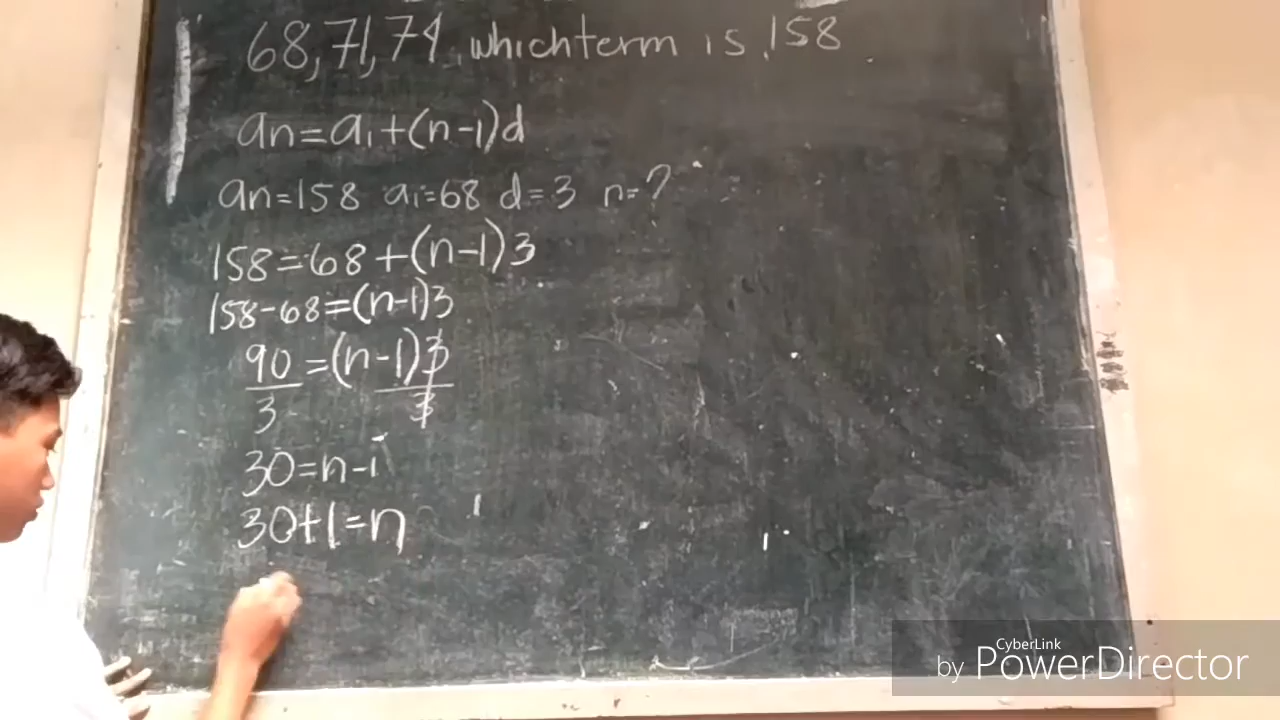 68, 71, 74, which term is 158
an=a1+(n-1)d
an=158 a1=68 d=3 n=?
158=68+(n-1)3
158-68=(n-1)3
90=(n-1)3
3 3
30=n-1
30+1=n
CyberLink
by PowerDirector